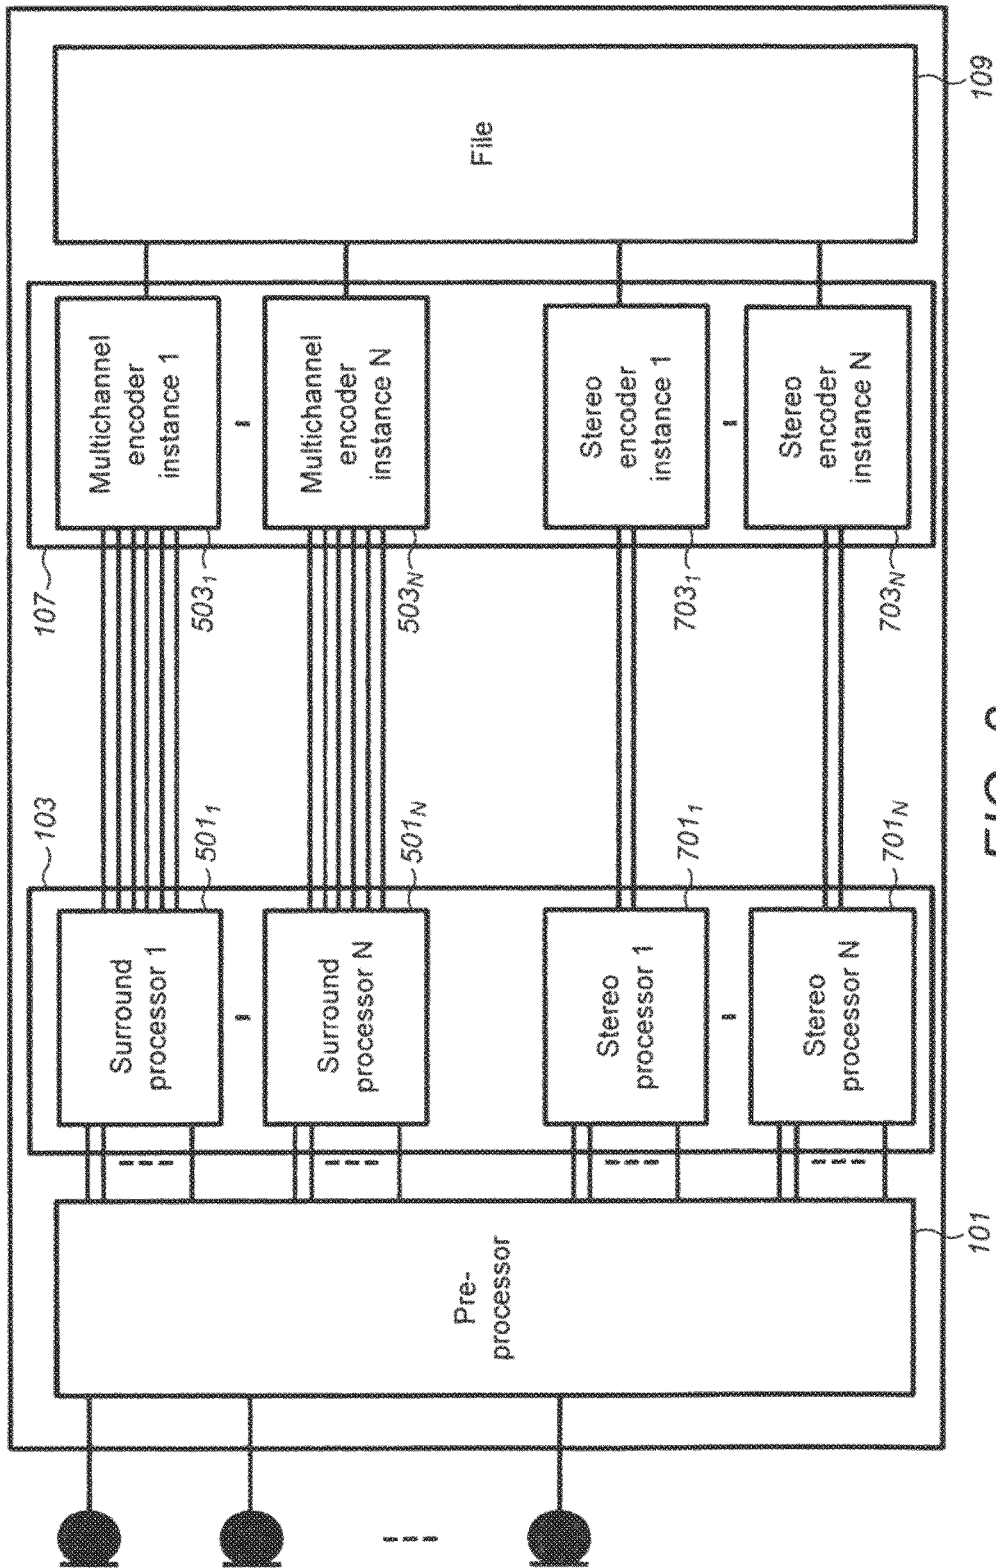 Pre-
processor
101
103
Surround
processor 1
501₁
Surround
processor N
501N
Stereo
processor 1
701₁
Stereo
processor N
701N
107
Multichannel
encoder
instance 1
503₁
Multichannel
encoder
instance N
503N
Stereo
encoder
instance 1
703₁
Stereo
encoder
instance N
703N
File
109
FIG.